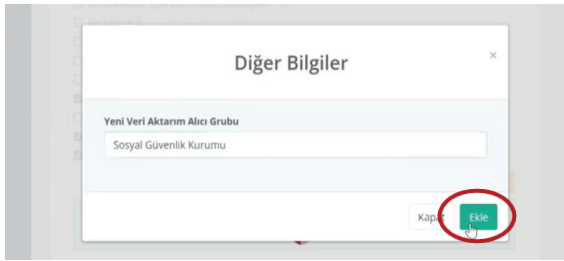 Diğer Bilgiler
×
Yeni Veri Aktarım Alıcı Grubu
Sosyal Güvenlik Kurumu
Kapat Ekle